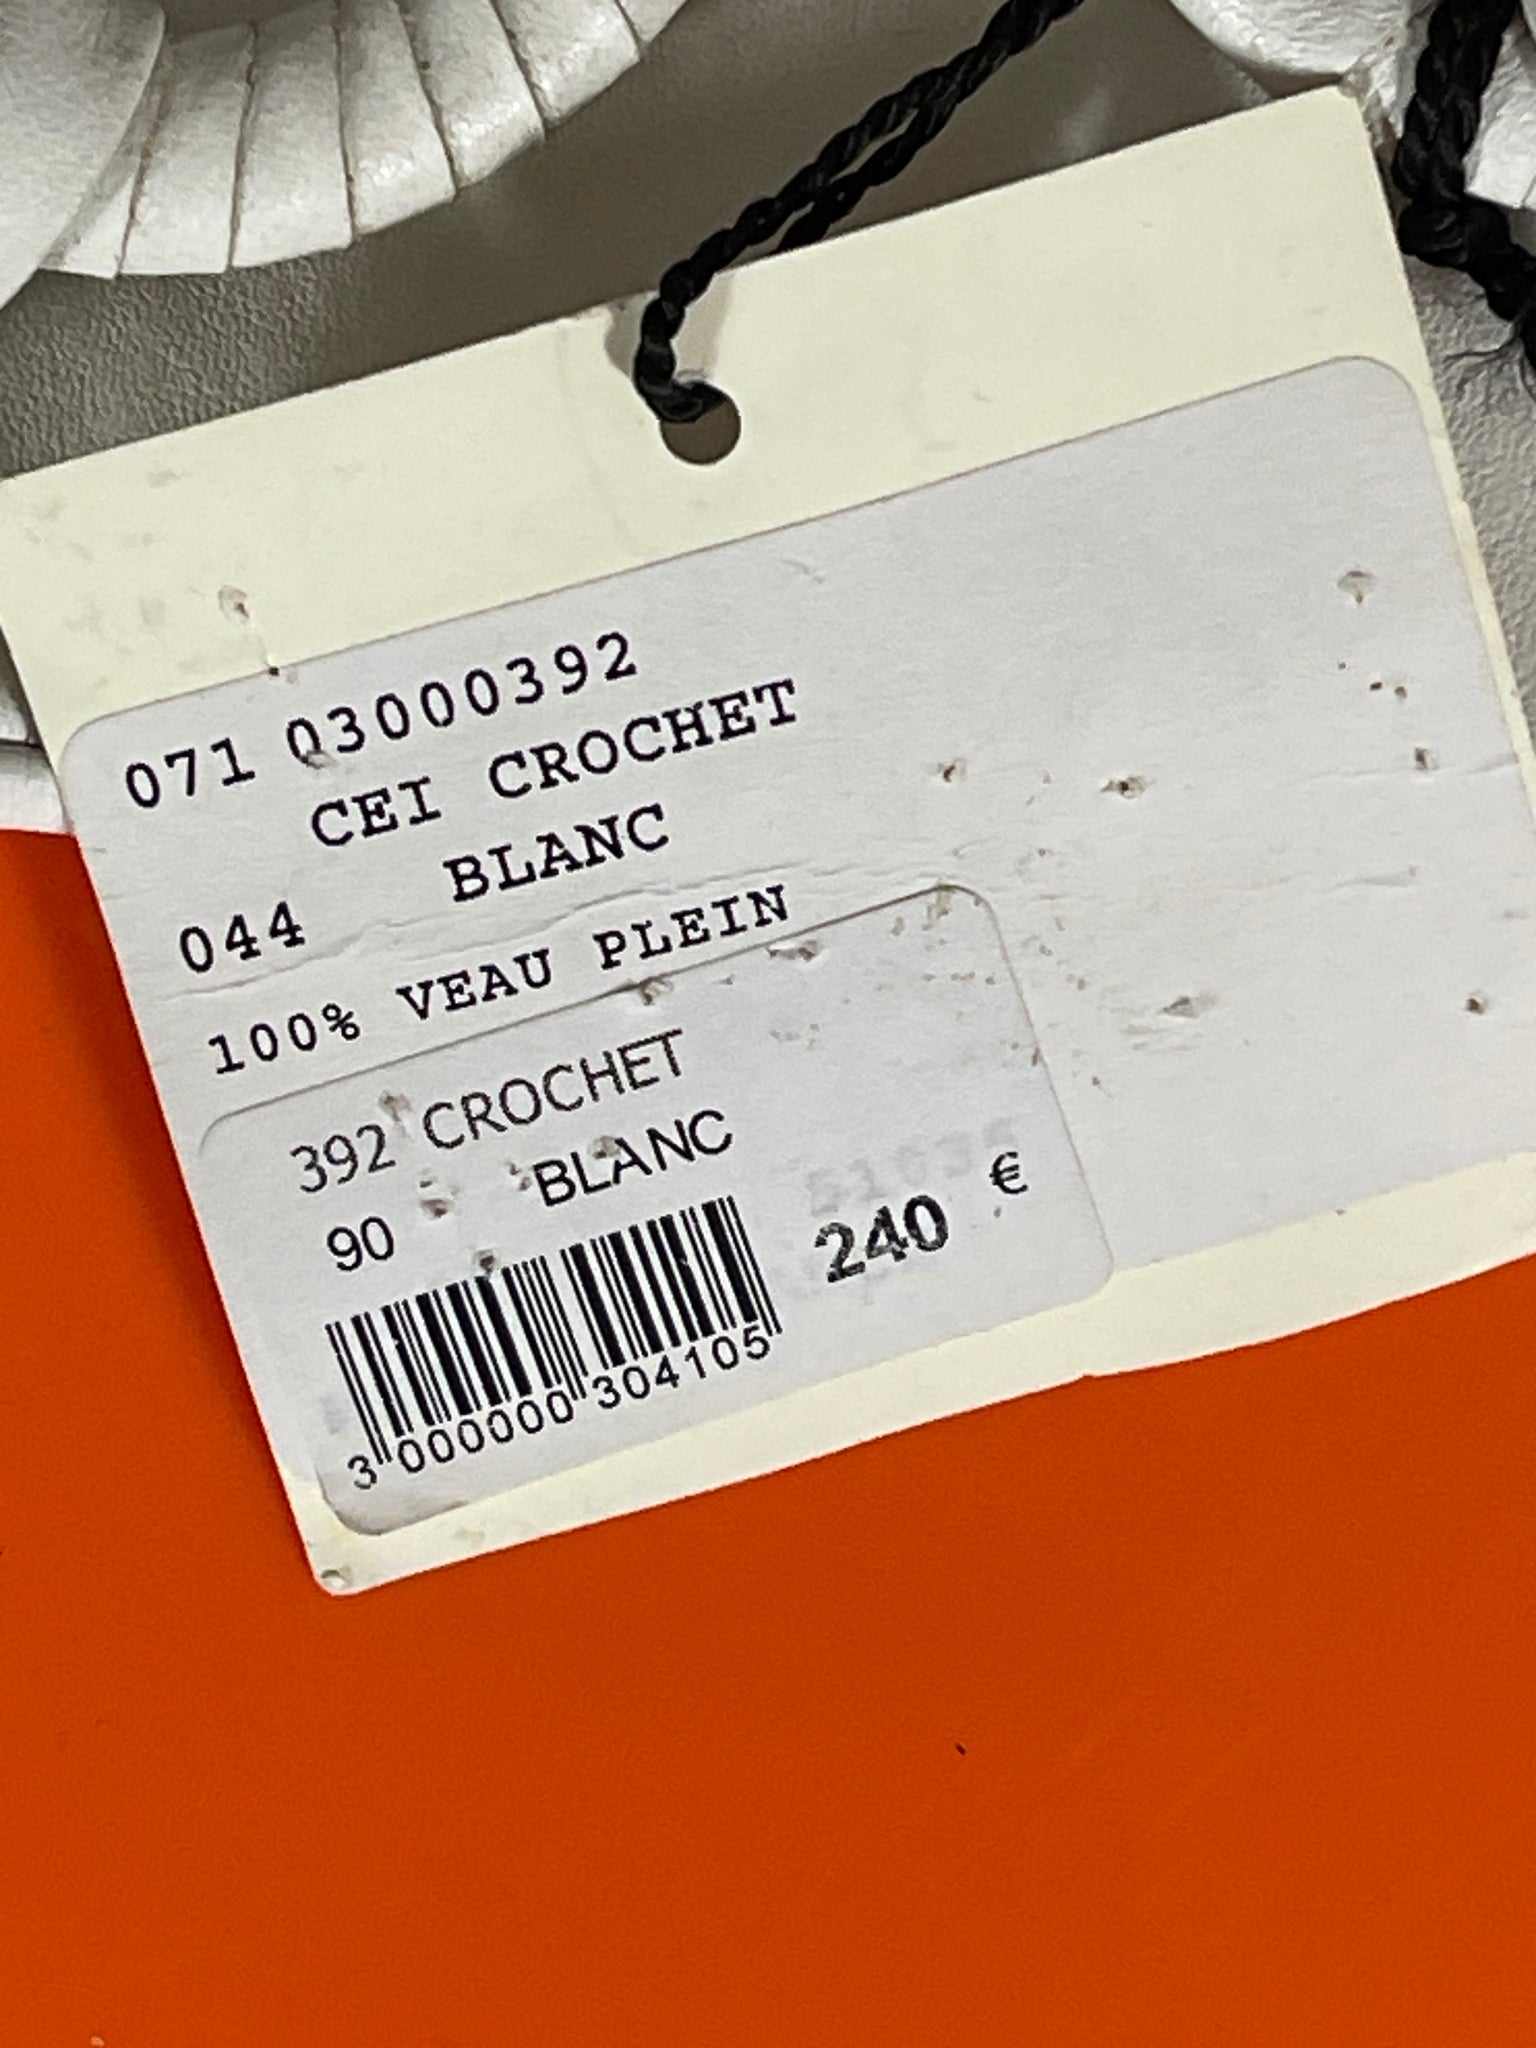 071 03000392
CEI CROCHET
044 BLANC
100% VEAU PLEIN
392 CROCHET
90 BLANC
240 €
3 000000 304105